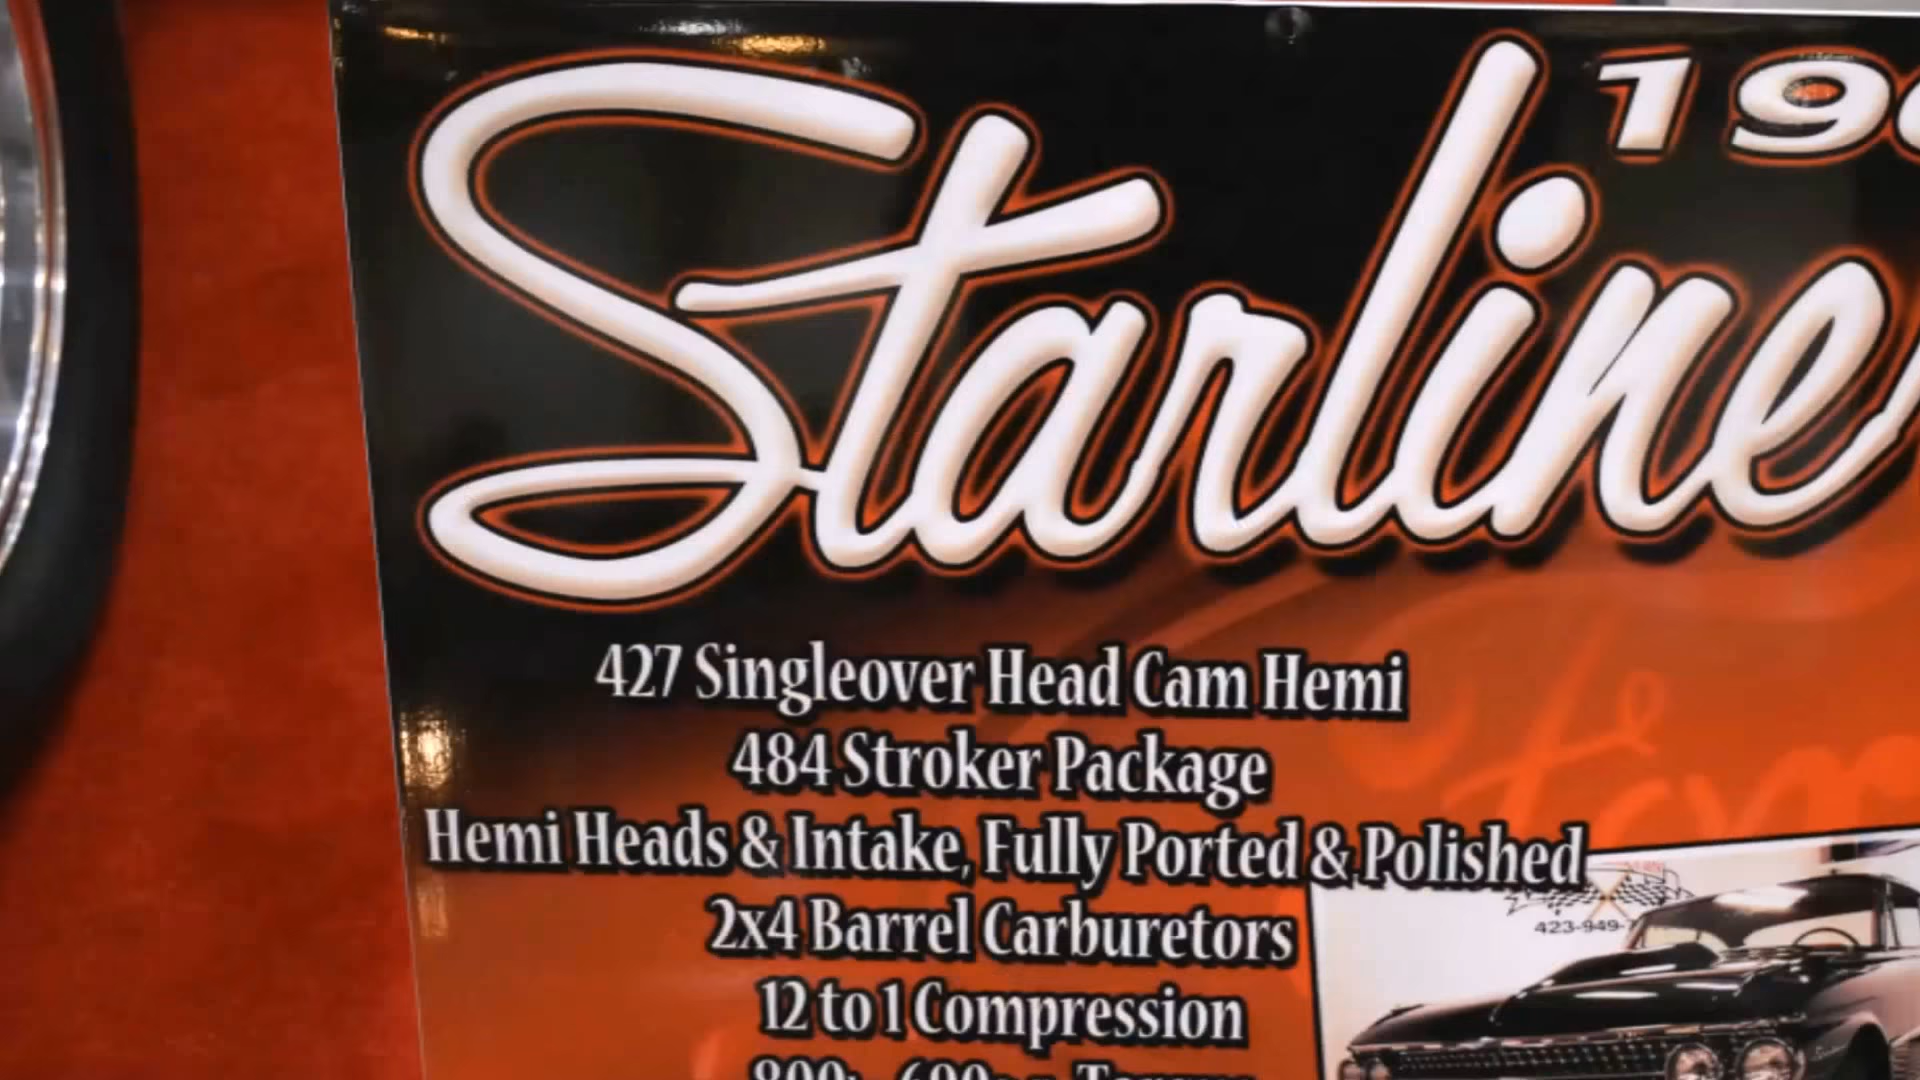 Starline
427 Singleover Head Cam Hemi
484 Stroker Package
Hemi Heads & Intake, Fully Ported & Polished
2x4 Barrel Carburetors
12 to 1 Compression